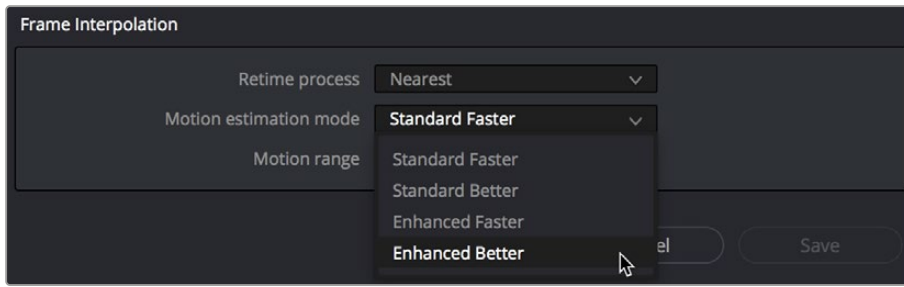 Frame Interpolation
Retime process Nearest
Motion estimation mode Standard Faster
Motion range
Standard Faster
Standard Better
Enhanced Faster
Enhanced Better
el Save